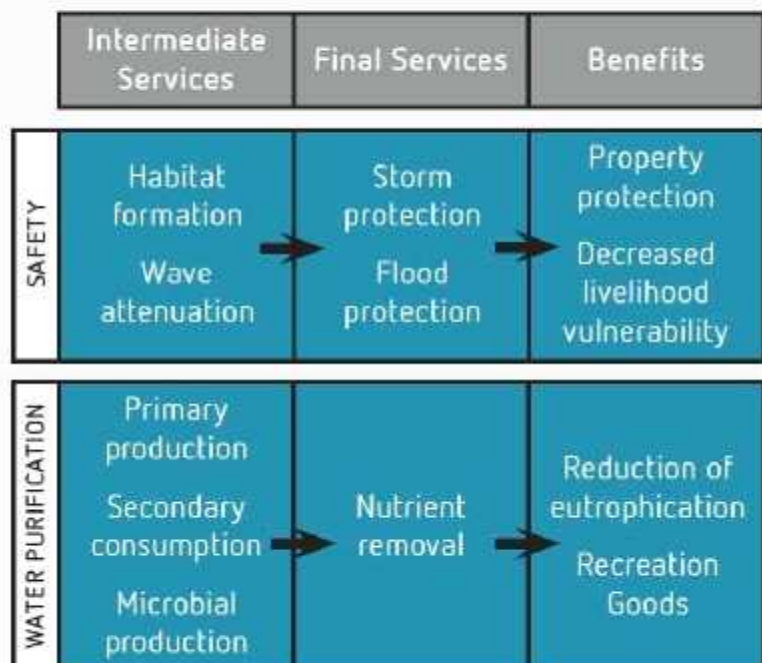 Intermediate
Services
Final Services
Benefits
SAFETY
Habitat
formation
Wave
attenuation
Storm
protection
Flood
protection
Property
protection
Decreased
livelihood
vulnerability
WATER PURIFICATION
Primary
production
Secondary
consumption
Microbial
production
Nutrient
removal
Reduction of
eutrophication
Recreation
Goods